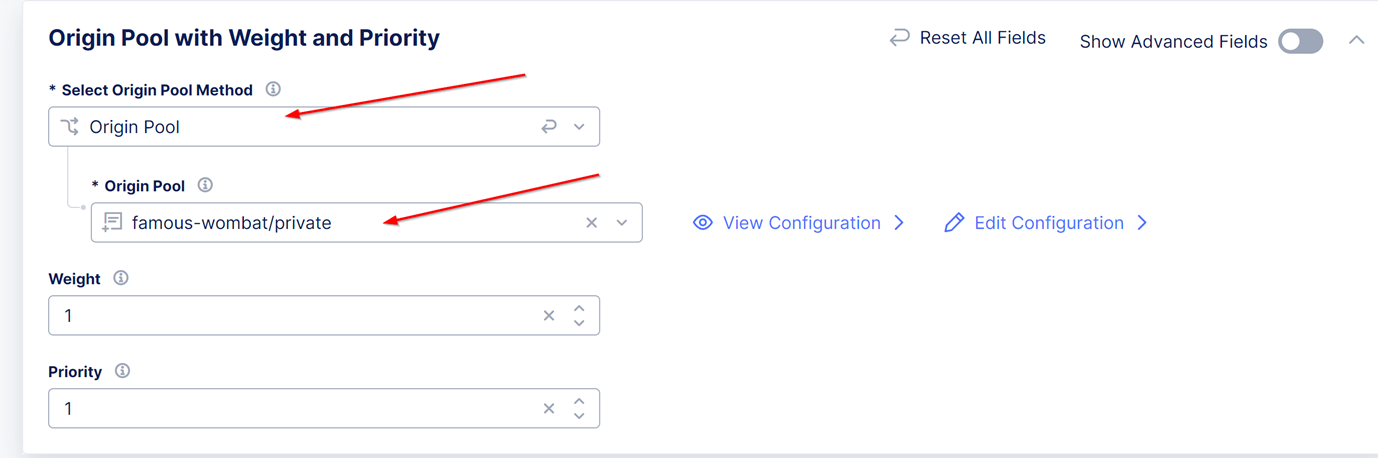 Origin Pool with Weight and Priority
Reset All Fields
Show Advanced Fields
* Select Origin Pool Method
Origin Pool
* Origin Pool
famous-wombat/private
View Configuration
Edit Configuration
Weight
1
Priority
1